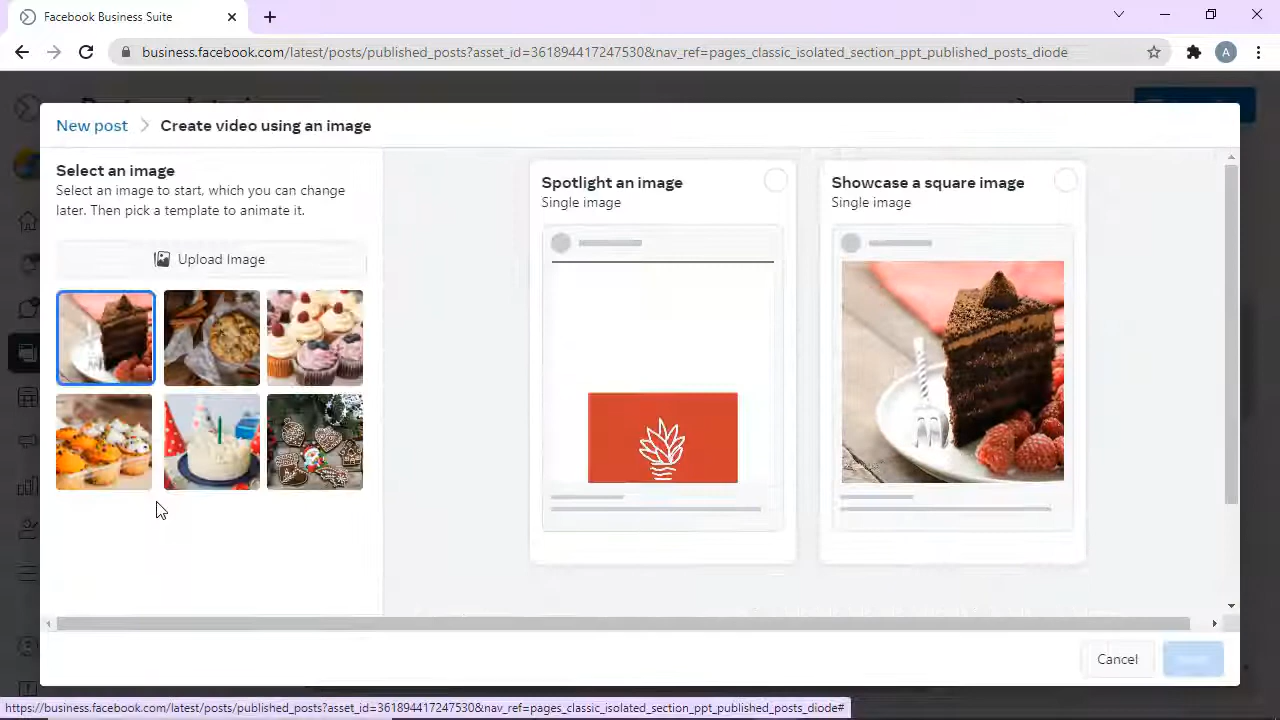 Facebook Business Suite
business.facebook.com/latest/posts/published_posts?asset_id=361894417247530&nav_ref=pages_classic_isolated_section_ppt_published_posts_diode
A
New post
Create video using an image
Select an image
Select an image to start, which you can change
later. Then pick a template to animate it.
Upload Image
Spotlight an image
Single image
Showcase a square image
Single image
Cancel
https://business.facebook.com/latest/posts/published_posts?asset_id=361894417247530&nav_ref=pages_classic_isolated_section_ppt_published_posts_diode#